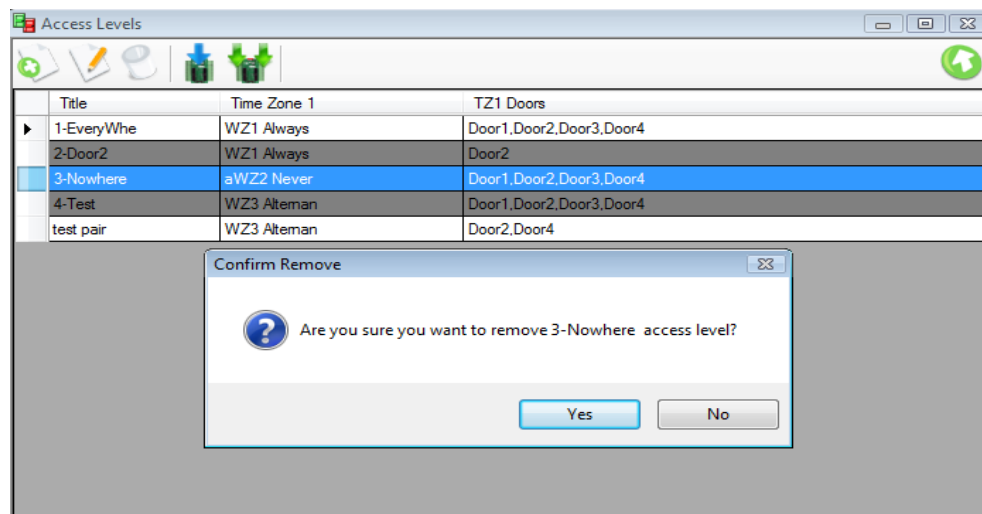 Access Levels
Title Time Zone 1 TZ1 Doors
1-EveryWhe WZ1 Always Door1,Door2,Door3,Door4
2-Door2 WZ1 Always Door2
3-Nowhere aWZ2 Never Door1,Door2,Door3,Door4
4-Test WZ3 Alternan Door1,Door2,Door3,Door4
test pair WZ3 Alternan Door2,Door4
Confirm Remove
Are you sure you want to remove 3-Nowhere  access level?
Yes No